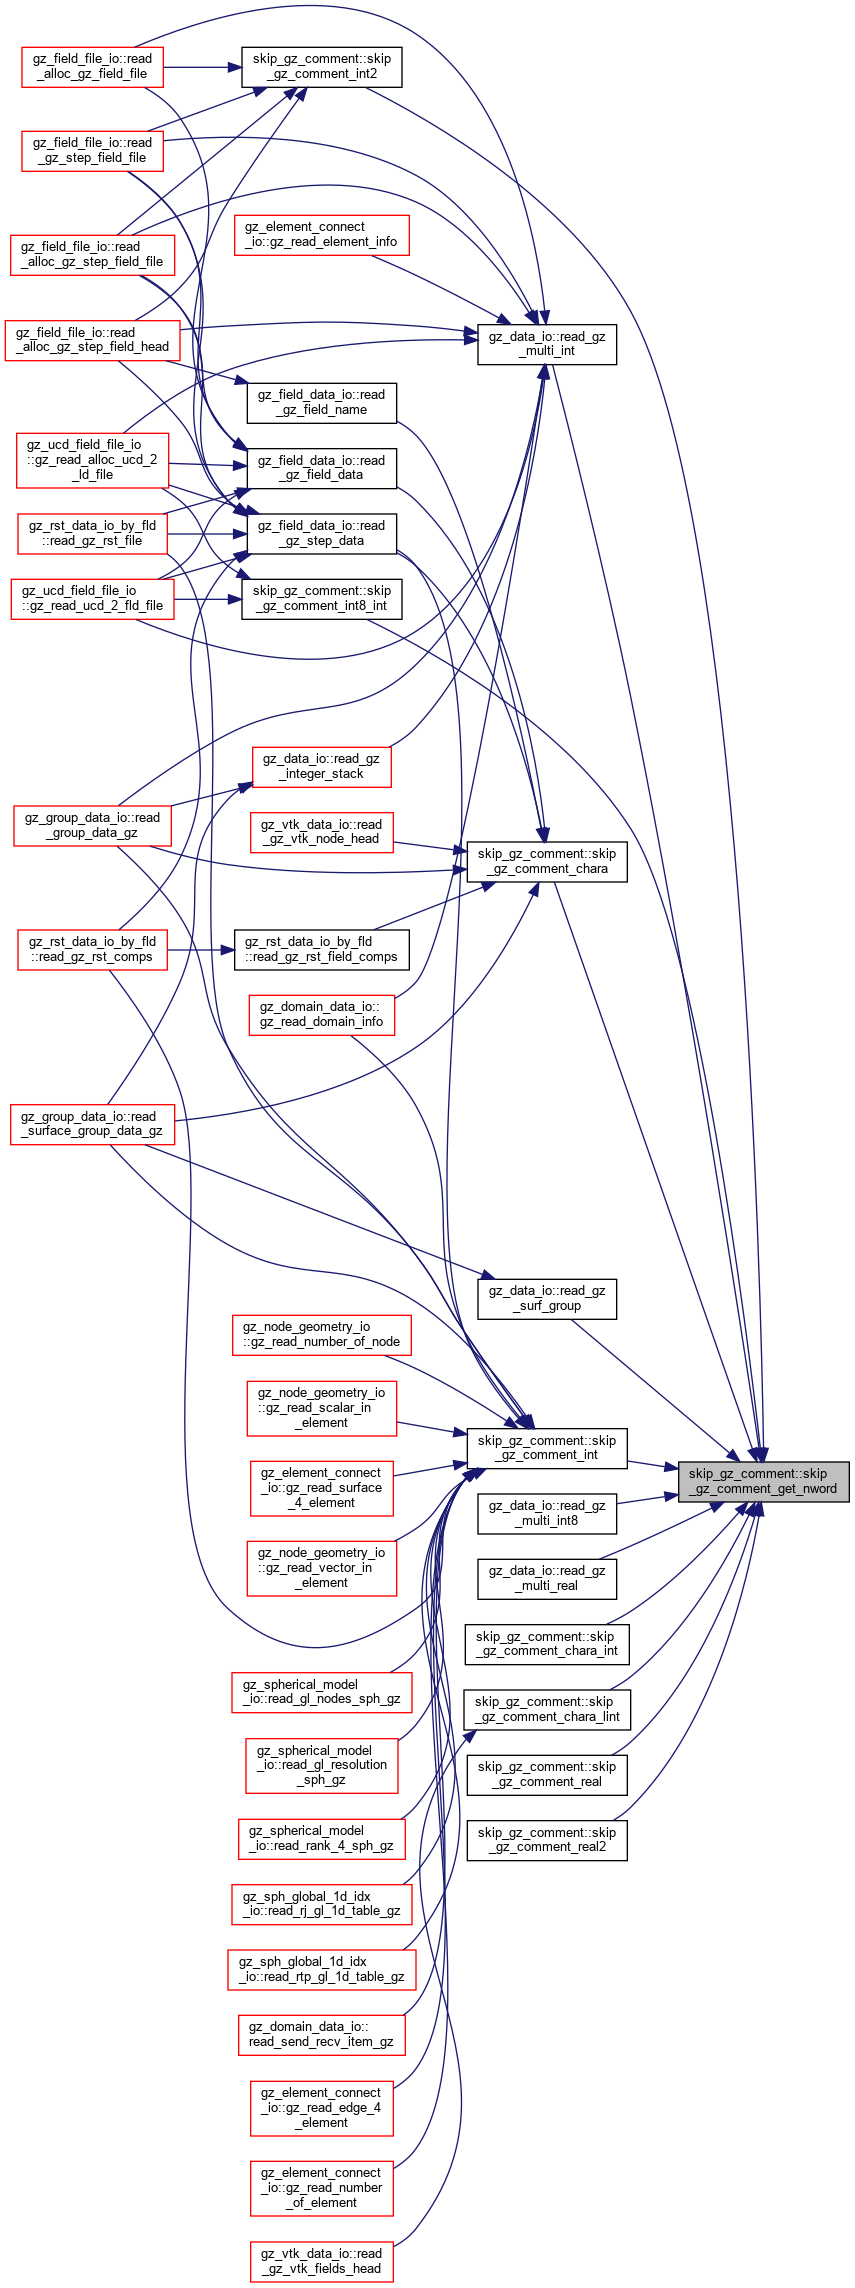 gz_field_file_io::read
_alloc_gz_field_file
skip_gz_comment::skip
_gz_comment_int2
gz_field_file_io::read
_gz_step_field_file
gz_field_file_io::read
_alloc_gz_step_field_file
gz_element_connect
_io::gz_read_element_info
gz_field_file_io::read
_alloc_gz_step_field_head
gz_data_io::read_gz
_multi_int
gz_field_data_io::read
_gz_field_name
gz_ucd_field_file_io
::gz_read_alloc_ucd_2
_ld_file
gz_field_data_io::read
_gz_field_data
gz_rst_data_io_by_fld
::read_gz_rst_file
gz_field_data_io::read
_gz_step_data
gz_ucd_field_file_io
::gz_read_ucd_2_fld_file
skip_gz_comment::skip
_gz_comment_int8_int
gz_data_io::read_gz
_integer_stack
gz_group_data_io::read
_group_data_gz
gz_vtk_data_io::read
_gz_vtk_node_head
skip_gz_comment::skip
_gz_comment_chara
gz_rst_data_io_by_fld
::read_gz_rst_comps
gz_rst_data_io_by_fld
::read_gz_rst_field_comps
gz_domain_data_io::
gz_read_domain_info
gz_group_data_io::read
_surface_group_data_gz
gz_data_io::read_gz
_surf_group
gz_node_geometry_io
::gz_read_number_of_node
gz_node_geometry_io
::gz_read_scalar_in
_element
skip_gz_comment::skip
_gz_comment_int
skip_gz_comment::skip
_gz_comment_get_nword
gz_element_connect
_io::gz_read_surface
_4_element
gz_data_io::read_gz
_multi_int8
gz_node_geometry_io
::gz_read_vector_in
_element
gz_data_io::read_gz
_multi_real
skip_gz_comment::skip
_gz_comment_chara_int
gz_spherical_model
_io::read_gl_nodes_sph_gz
skip_gz_comment::skip
_gz_comment_chara_lint
gz_spherical_model
_io::read_gl_resolution
_sph_gz
skip_gz_comment::skip
_gz_comment_real
gz_spherical_model
_io::read_rank_4_sph_gz
skip_gz_comment::skip
_gz_comment_real2
gz_sph_global_1d_idx
_io::read_rj_gl_1d_table_gz
gz_sph_global_1d_idx
_io::read_rtp_gl_1d_table_gz
gz_domain_data_io::
read_send_recv_item_gz
gz_element_connect
_io::gz_read_edge_4
_element
gz_element_connect
_io::gz_read_number
_of_element
gz_vtk_data_io::read
_gz_vtk_fields_head